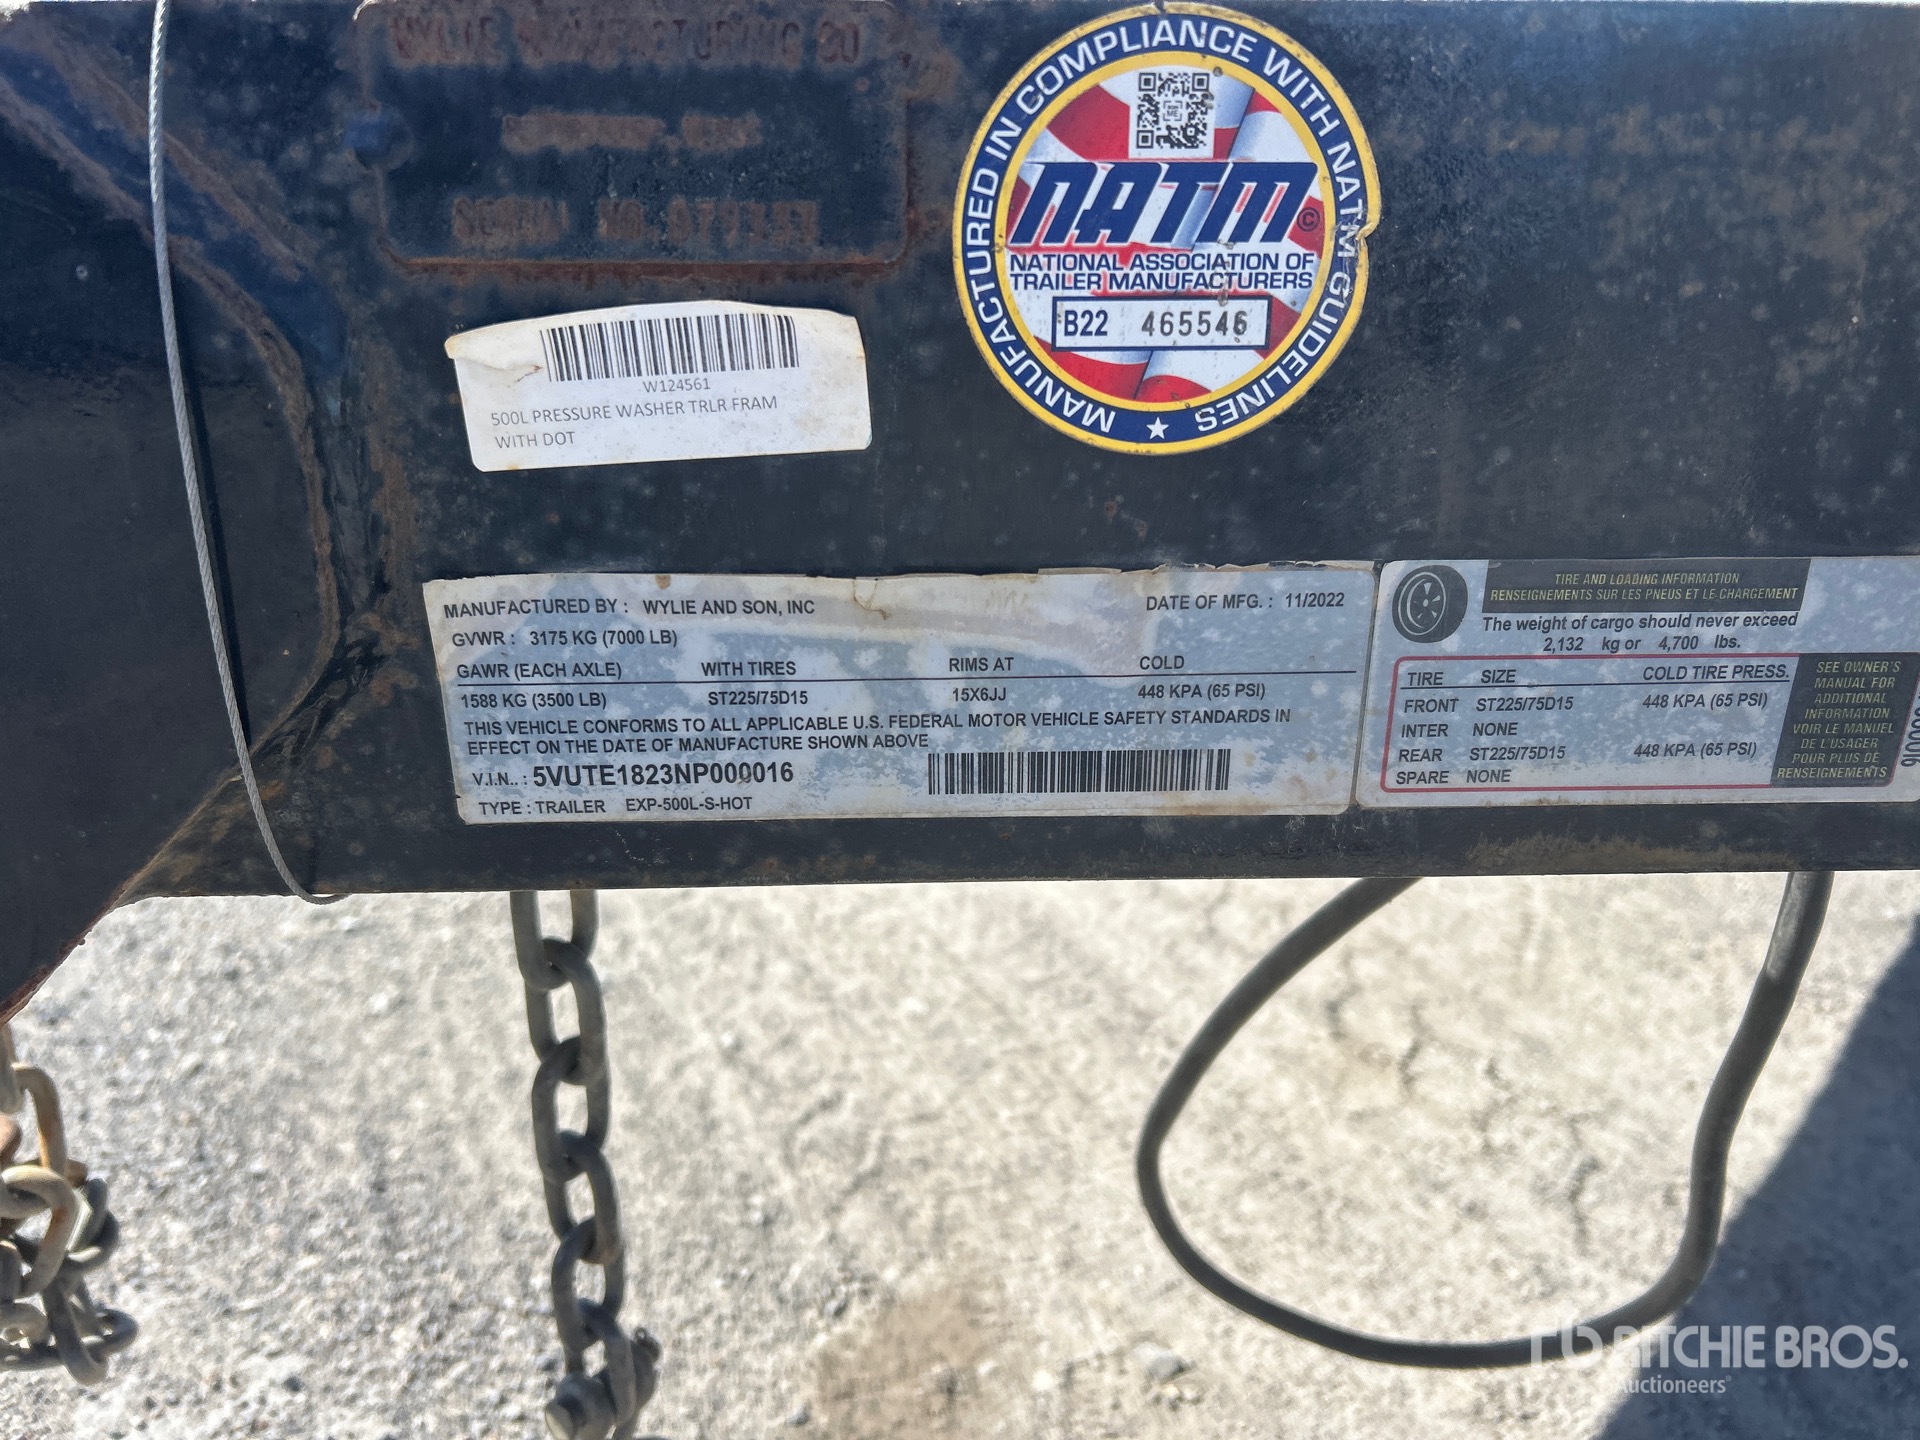 WYLIE MANUFACTURING CO
SERIAL NO.
MANUFACTURED IN COMPLIANCE WITH NATM GUIDELINES
NATM ©
NATIONAL ASSOCIATION OF
TRAILER MANUFACTURERS
B22 465546
W124561
500L PRESSURE WASHER TRLR FRAM
WITH DOT
MANUFACTURED BY : WYLIE AND SON, INC DATE OF MFG. : 11/2022
GVWR : 3175 KG (7000 LB)
GAWR (EACH AXLE) WITH TIRES RIMS AT COLD
1588 KG (3500 LB) ST225/75D15 15X6JJ 448 KPA (65 PSI)
THIS VEHICLE CONFORMS TO ALL APPLICABLE U.S. FEDERAL MOTOR VEHICLE SAFETY STANDARDS IN
EFFECT ON THE DATE OF MANUFACTURE SHOWN ABOVE
V.I.N.. : 5VUTE1823NP000016
TYPE : TRAILER EXP-500L-S-HOT
TIRE AND LOADING INFORMATION
RENSEIGNEMENTS SUR LES PNEUS ET LE CHARGEMENT
The weight of cargo should never exceed
2,132 kg or 4,700 lbs.
TIRE SIZE COLD TIRE PRESS.
FRONT ST225/75D15 448 KPA (65 PSI)
INTER NONE
REAR ST225/75D15 448 KPA (65 PSI)
SPARE NONE
SEE OWNER'S
MANUAL FOR
ADDITIONAL
INFORMATION
VOIR LE MANUEL
DE L'USAGER
POUR PLUS DE
RENSEIGNEMENTS
RITCHIE BROS.
Auctioneers